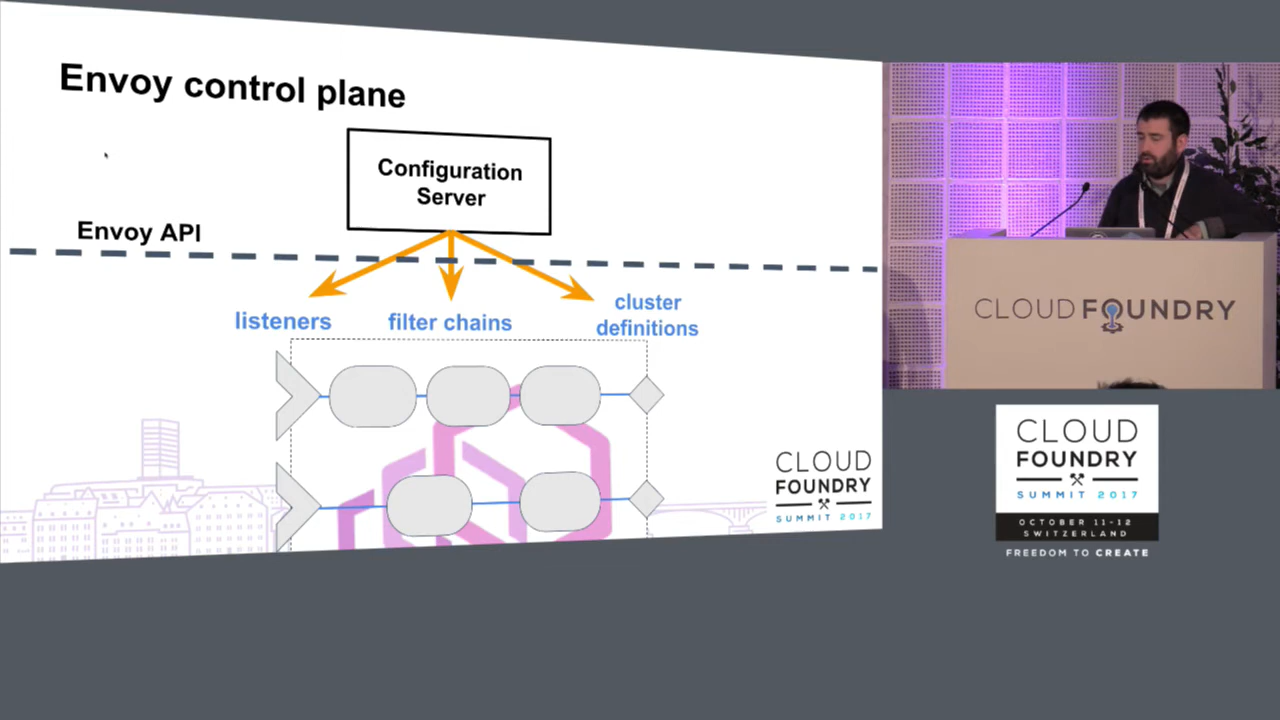 Envoy control plane
Configuration
Server
Envoy API
listeners
filter chains
cluster
definitions
CLOUD
FOUNDRY
SUMMIT 2017
CLOUD FOUNDRY
CLOUD
FOUNDRY
SUMMIT 2017
OCTOBER 11-12
SWITZERLAND
FREEDOM TO CREATE